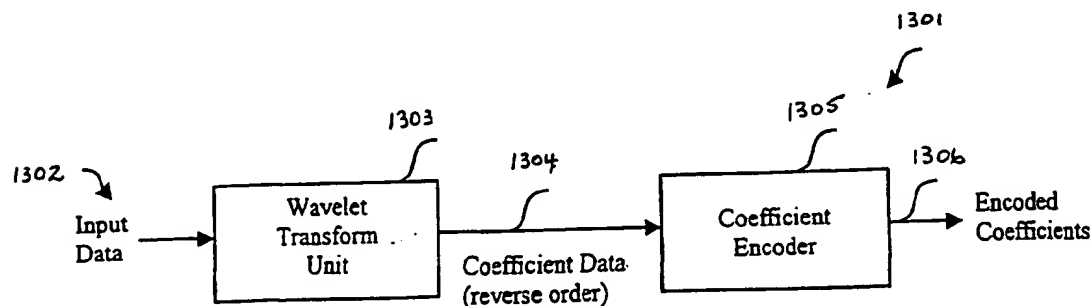 1301
1303
1305
1302
1304
1306
Input
Data
Wavelet
Transform
Unit
Coefficient Data
(reverse order)
Coefficient
Encoder
Encoded
Coefficients